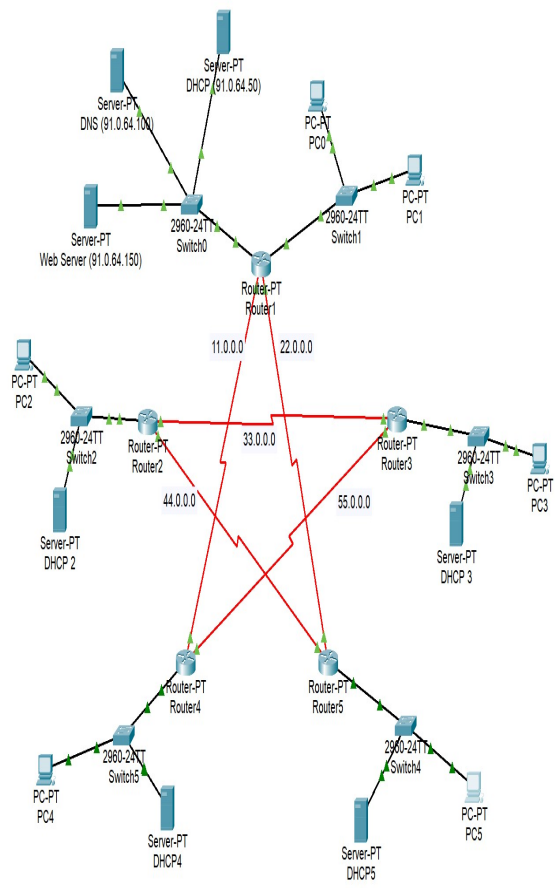 Server-PT
DHCP (91.0.64.50)
Server-PT
DNS (91.0.64.100)
PC-PT
PC0
PC-PT
PC1
2960-24TT
Switch0
2960-24TT
Switch1
Server-PT
Web Server (91.0.64.150)
Router-PT
Router1
11.0.0.0
22.0.0.0
PC-PT
PC2
2960-24TT
Switch2
Router-PT
Router2
33.0.0.0
Router-PT
Router3
2960-24TT
Switch3
PC-PT
PC3
44.0.0.0
55.0.0.0
Server-PT
DHCP 2
Server-PT
DHCP 3
Router-PT
Router4
Router-PT
Router5
2960-24TT
Switch5
2960-24TT
Switch4
PC-PT
PC4
Server-PT
DHCP4
PC-PT
PC5
Server-PT
DHCP5